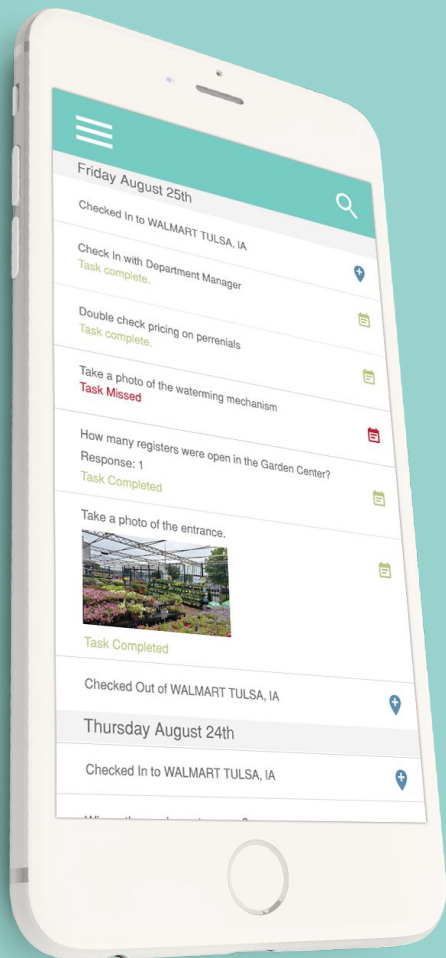 Friday August 25th
Checked In to WALMART TULSA, IA
Check In with Department Manager
Task complete.
Double check pricing on perrenials
Task complete.
Take a photo of the waterming mechanism
Task Missed
How many registers were open in the Garden Center?
Response: 1
Task Completed
Take a photo of the entrance.
Task Completed
Checked Out of WALMART TULSA, IA
Thursday August 24th
Checked In to WALMART TULSA, IA